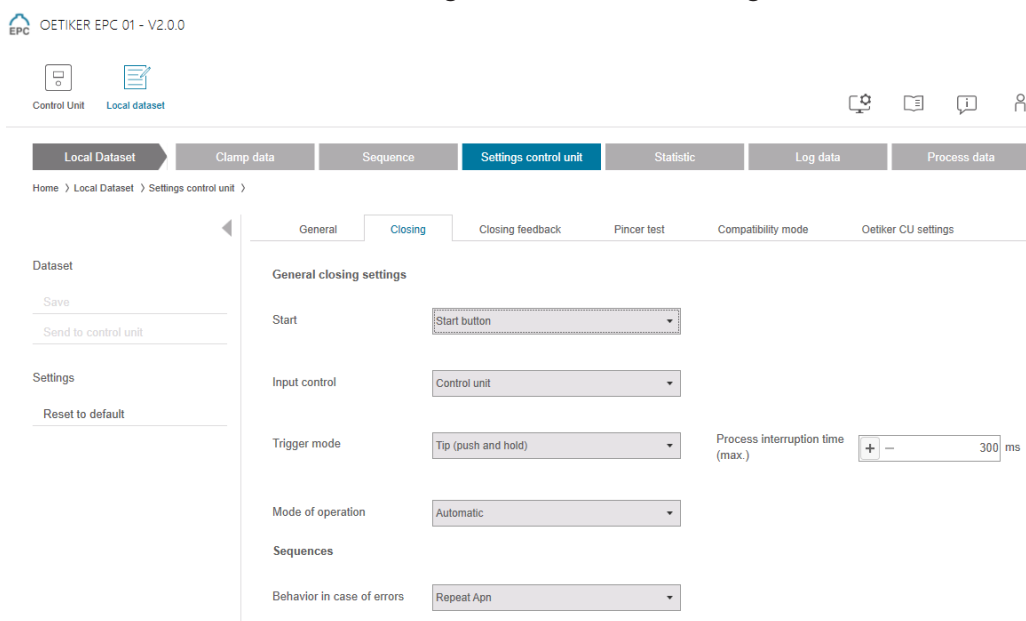 EPC OETIKER EPC 01 - V2.0.0
Control Unit Local dataset
Local Dataset Clamp data Sequence Settings control unit Statistic Log data Process data
Home > Local Dataset > Settings control unit >
General Closing Closing feedback Pincer test Compatibility mode Oetiker CU settings
Dataset
General closing settings
Save
Start Start button
Send to control unit
Settings
Input control Control unit
Reset to default
Trigger mode Tip (push and hold) Process interruption time
(max.) + − 300 ms
Mode of operation Automatic
Sequences
Behavior in case of errors Repeat Apn